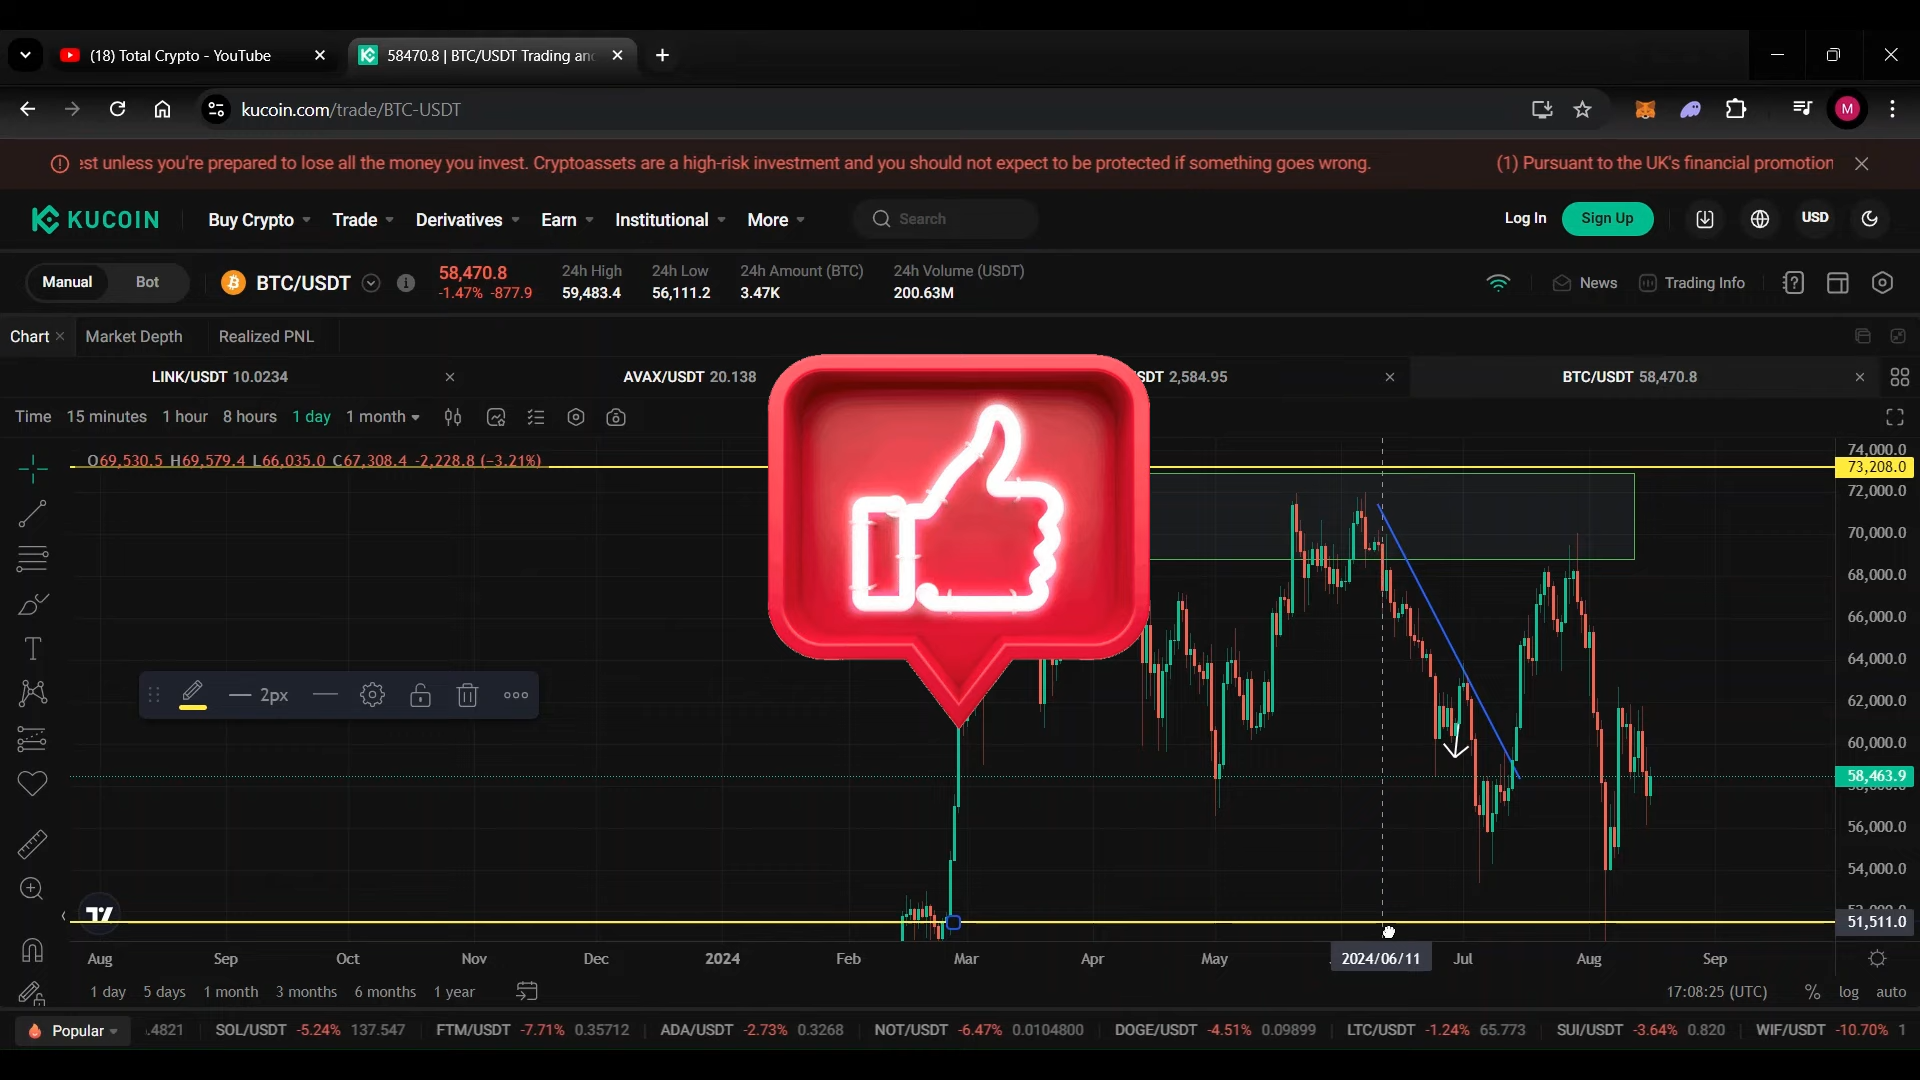 (18) Total Crypto - YouTube
58470.8 | BTC/USDT Trading an
kucoin.com/trade/BTC-USDT
M
est unless you're prepared to lose all the money you invest. Cryptoassets are a high-risk investment and you should not expect to be protected if something goes wrong. (1) Pursuant to the UK's financial promotion
KUCOIN Buy Crypto Trade Derivatives Earn Institutional More Search Log In Sign Up USD
Manual Bot BTC/USDT 58,470.8 -1.47% -877.9
24h High 59,483.4
24h Low 56,111.2
24h Amount (BTC) 3.47K
24h Volume (USDT) 200.63M
News Trading Info
Chart Market Depth Realized PNL
LINK/USDT 10.0234 AVAX/USDT 20.138 SDT 2,584.95 BTC/USDT 58,470.8
Time 15 minutes 1 hour 8 hours 1 day 1 month
O69,530.5 H69,579.4 L66,035.0 C67,308.4 -2,228.8 (-3.21%)
74,000.0
73,208.0
72,000.0
70,000.0
68,000.0
66,000.0
64,000.0
62,000.0
60,000.0
58,463.9
56,000.0
54,000.0
51,511.0
2px
Aug Sep Oct Nov Dec 2024 Feb Mar Apr May 2024/06/11 Jul Aug Sep
1 day 5 days 1 month 3 months 6 months 1 year 17:08:25 (UTC) % log auto
Popular .4821 SOL/USDT -5.24% 137.547 FTM/USDT -7.71% 0.35712 ADA/USDT -2.73% 0.3268 NOT/USDT -6.47% 0.0104800 DOGE/USDT -4.51% 0.09899 LTC/USDT -1.24% 65.773 SUI/USDT -3.64% 0.820 WIF/USDT -10.70% 1